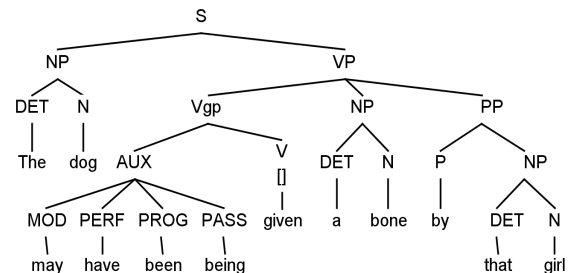 S
NP VP
DET N Vgp NP PP
The dog AUX V DET N P NP
[]
MOD PERF PROG PASS given a bone by DET N
may have been being that girl